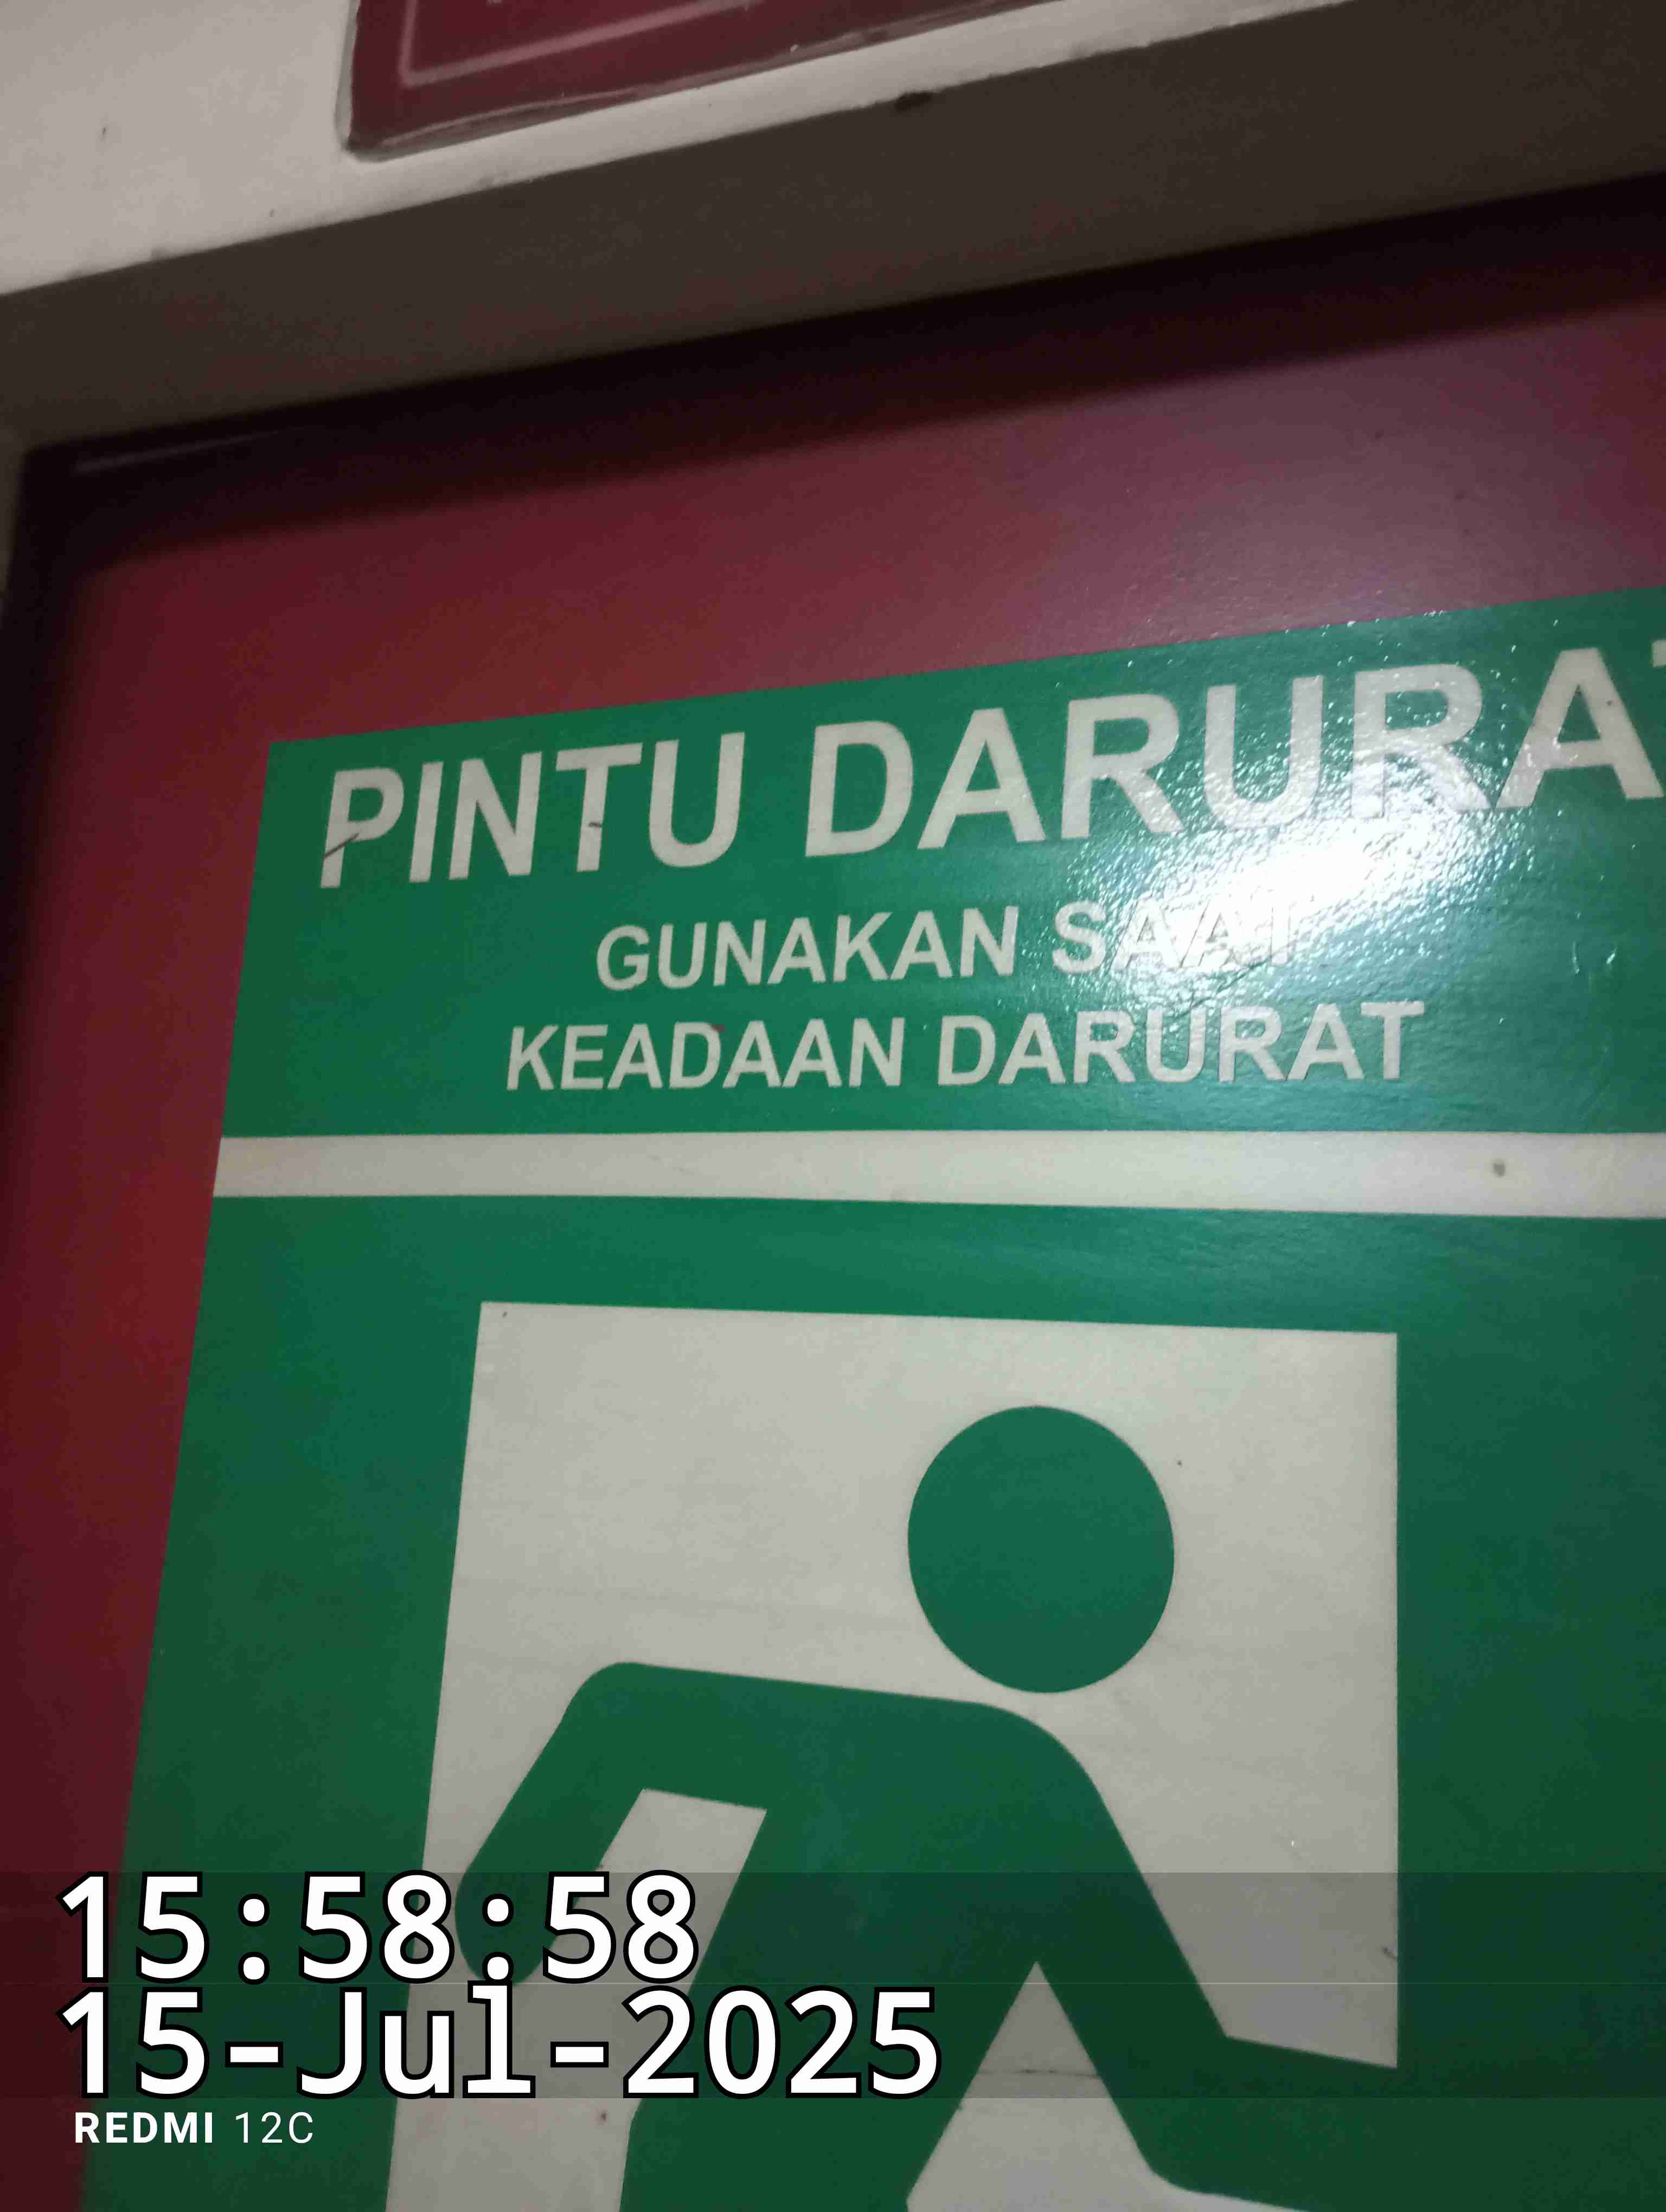 PINTU DARURAT
GUNAKAN SAAT
KEADAAN DARURAT
15:58:58
15-Jul-2025
REDMI 12C